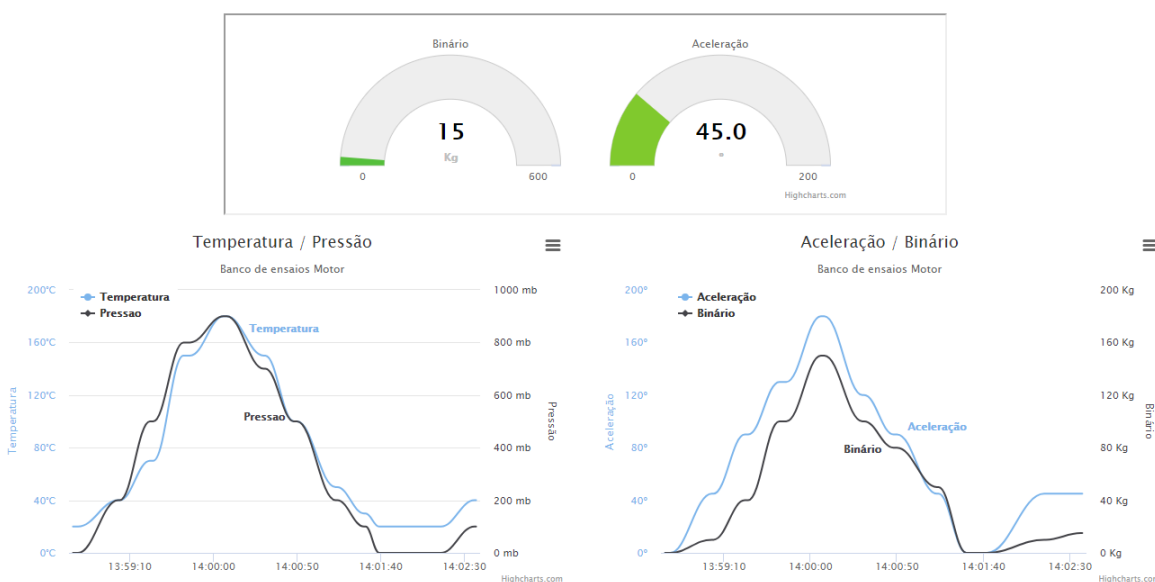 Binário
Aceleração
15
Kg
45.0
°
0
600
0
200
Highcharts.com
Temperatura / Pressão
Banco de ensaios Motor
Temperatura
Pressao
200°C
160°C
120°C
80°C
40°C
0°C
Temperatura
1000 mb
800 mb
600 mb
400 mb
200 mb
0 mb
Pressão
Temperatura
Pressao
13:59:10
14:00:00
14:00:50
14:01:40
14:02:30
Highcharts.com
Aceleração / Binário
Banco de ensaios Motor
Aceleração
Binário
200°
160°
120°
80°
40°
0°
Aceleração
200 Kg
160 Kg
120 Kg
80 Kg
40 Kg
0 Kg
Binário
Aceleração
Binário
13:59:10
14:00:00
14:00:50
14:01:40
14:02:30
Highcharts.com